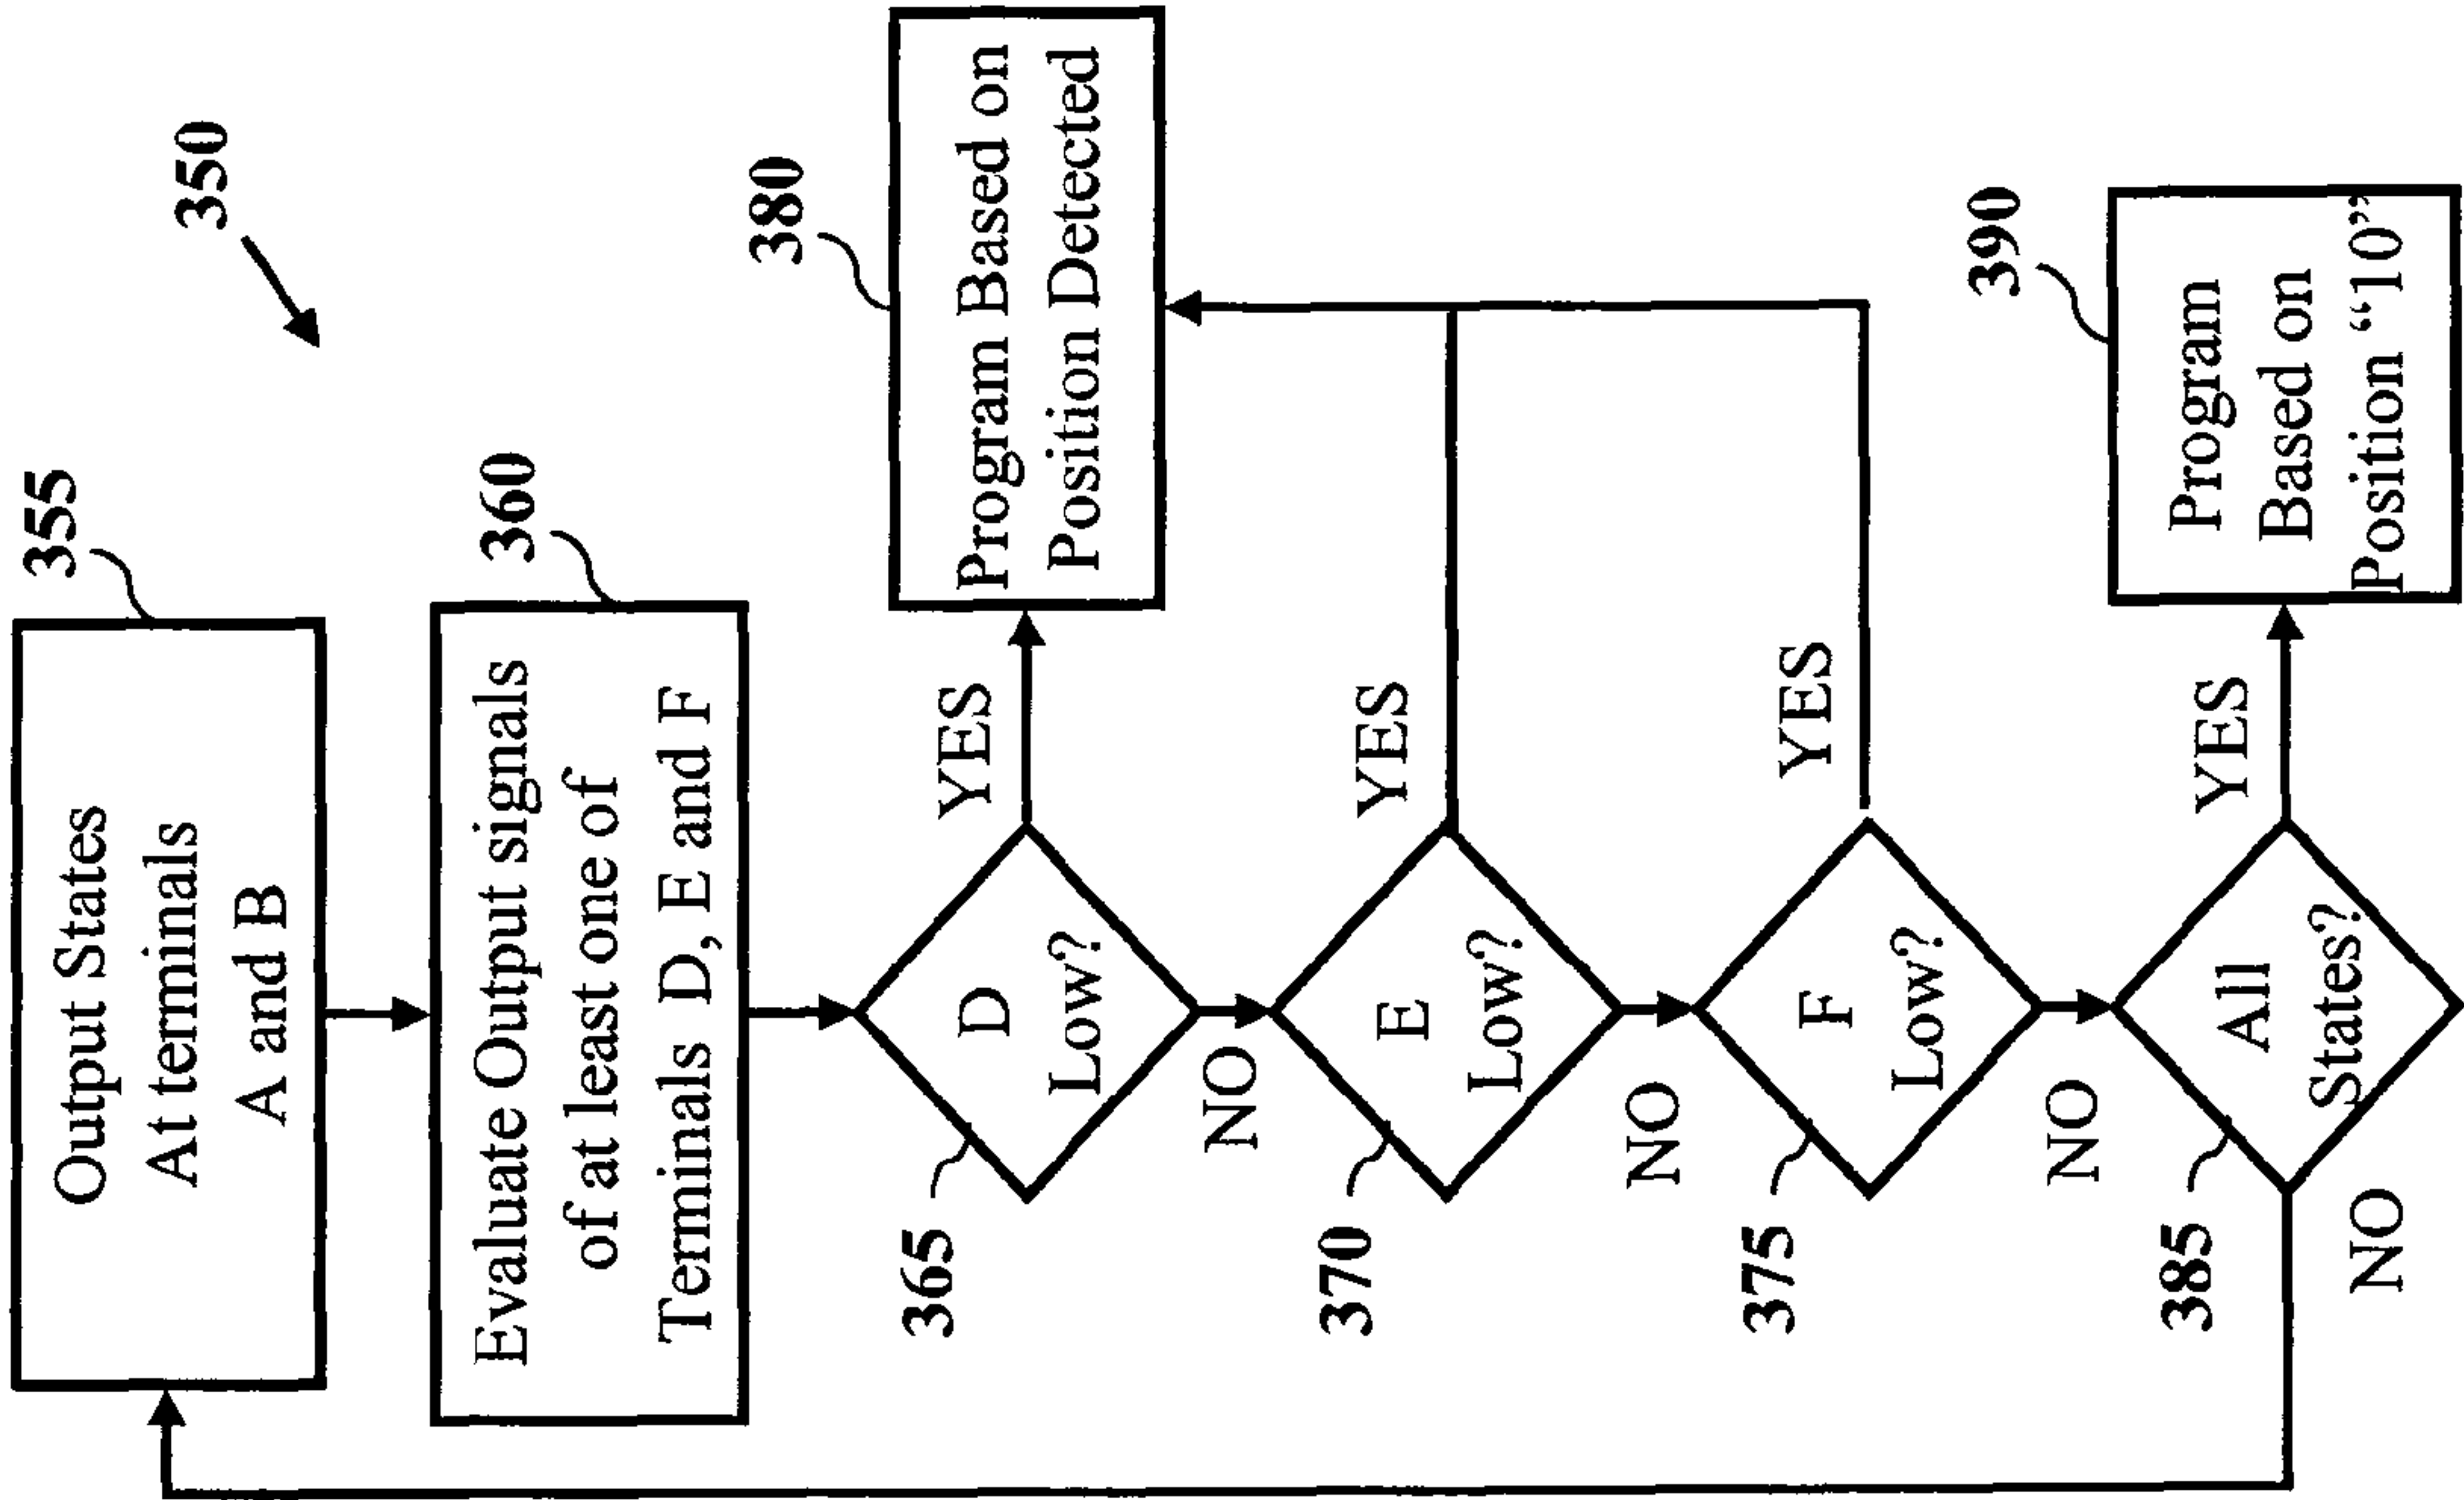 350
355
Output States
At terminals
A and B
360
Evaluate Output signals
of at least one of
Terminals D, E and F
365
D
Low?
YES
NO
380
Program Based on
Position Detected
370
E
Low?
YES
NO
375
F
Low?
YES
NO
385
All
States?
YES
NO
390
Program
Based on
Position “10”